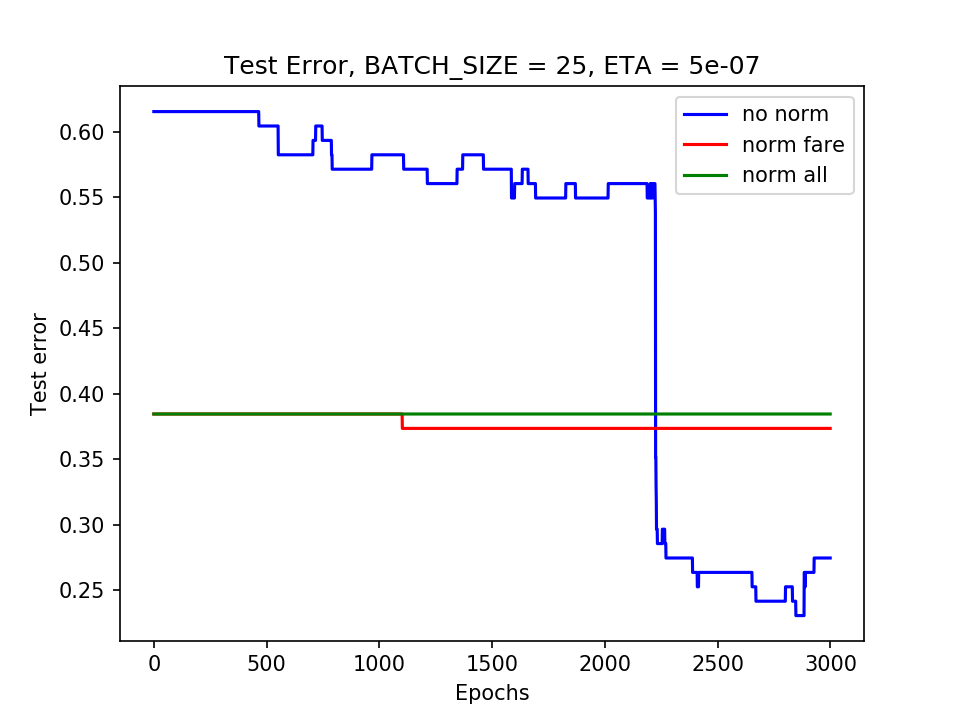 Test Error, BATCH_SIZE = 25, ETA = 5e-07
no norm
norm fare
norm all
Test error
0.60
0.55
0.50
0.45
0.40
0.35
0.30
0.25
0 500 1000 1500 2000 2500 3000
Epochs